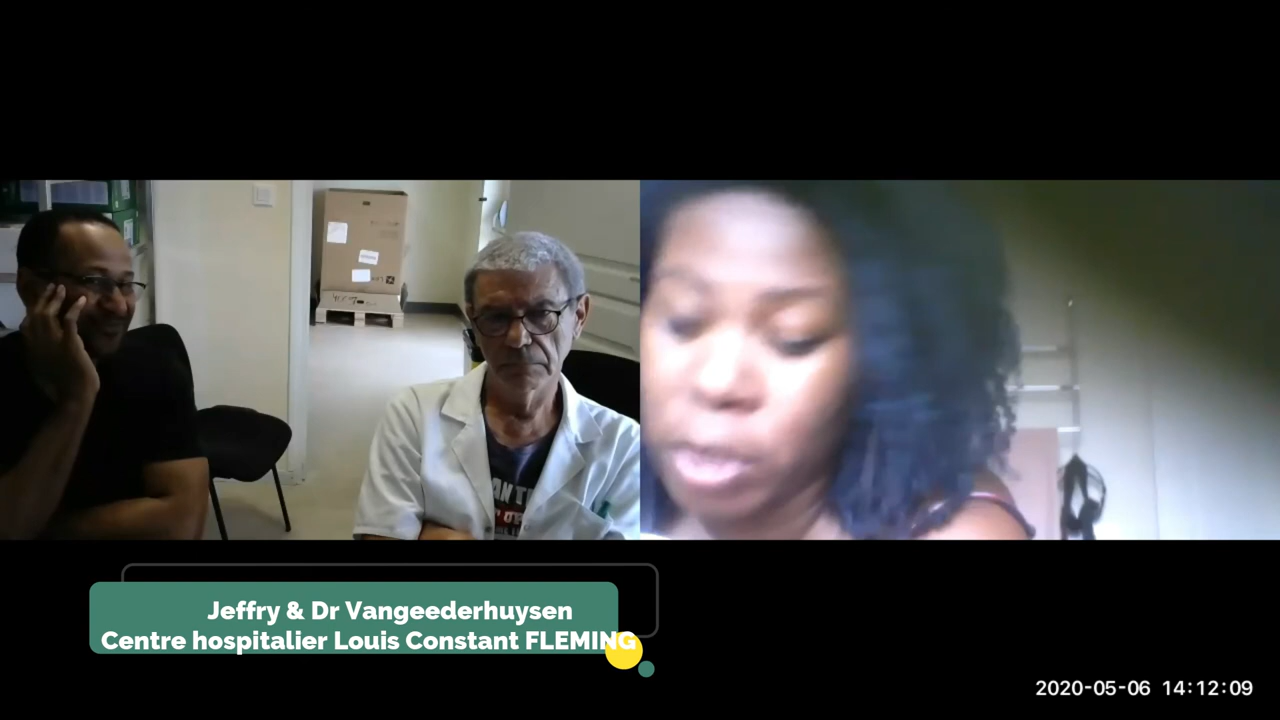 Jeffry & Dr Vangeederhuysen
Centre hospitalier Louis Constant FLEMING
2020-05-06 14:12:09